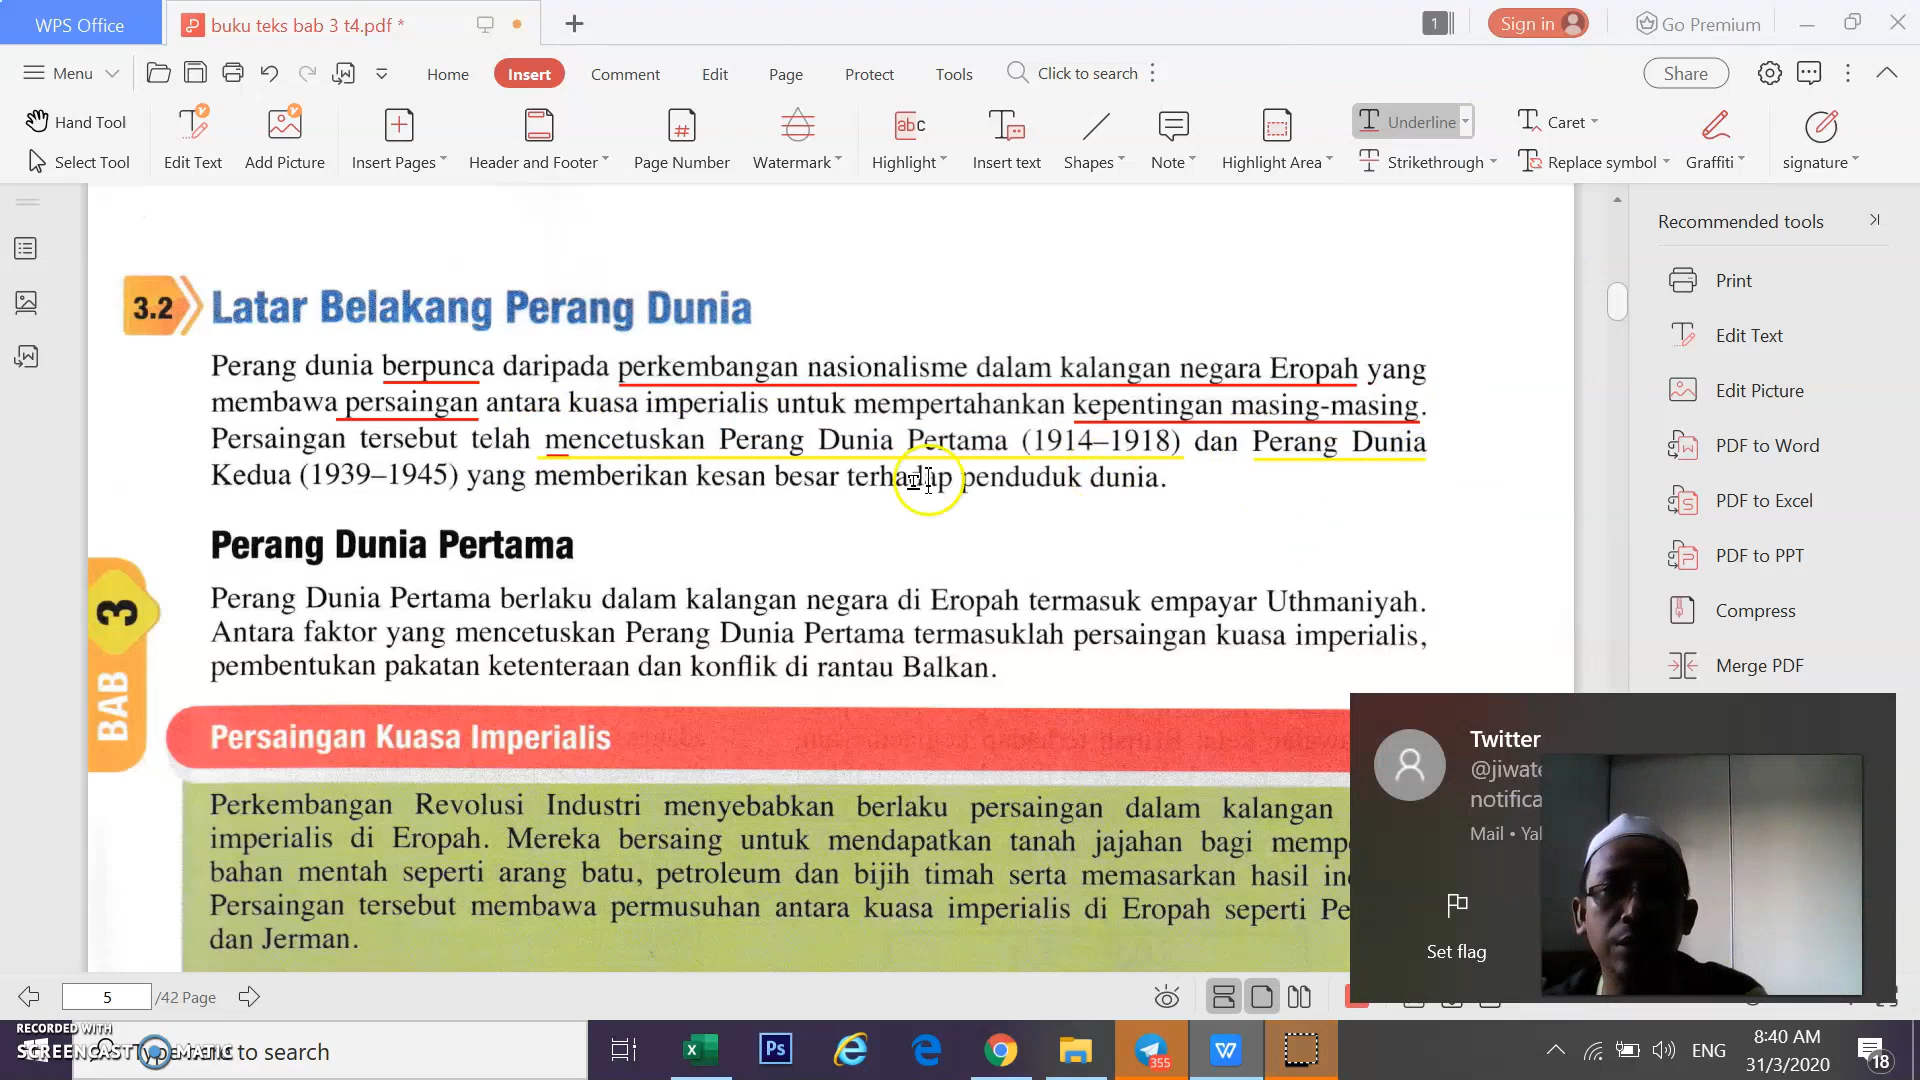 WPS Office
buku teks bab 3 t4.pdf *
1
Sign in
Go Premium
Menu
Home
Insert
Comment
Edit
Page
Protect
Tools
Click to search
Share
Hand Tool
Select Tool
Edit Text
Add Picture
Insert Pages
Header and Footer
Page Number
Watermark
Highlight
Insert text
Shapes
Note
Highlight Area
Underline
Strikethrough
Caret
Replace symbol
Graffiti
signature
3.2 Latar Belakang Perang Dunia
Perang dunia berpunca daripada perkembangan nasionalisme dalam kalangan negara Eropah yang
membawa persaingan antara kuasa imperialis untuk mempertahankan kepentingan masing-masing.
Persaingan tersebut telah mencetuskan Perang Dunia Pertama (1914–1918) dan Perang Dunia
Kedua (1939–1945) yang memberikan kesan besar terhadap penduduk dunia.
Perang Dunia Pertama
Perang Dunia Pertama berlaku dalam kalangan negara di Eropah termasuk empayar Uthmaniyah.
Antara faktor yang mencetuskan Perang Dunia Pertama termasuklah persaingan kuasa imperialis,
pembentukan pakatan ketenteraan dan konflik di rantau Balkan.
BAB 3
Persaingan Kuasa Imperialis
Perkembangan Revolusi Industri menyebabkan berlaku persaingan dalam kalangan
imperialis di Eropah. Mereka bersaing untuk mendapatkan tanah jajahan bagi memp
bahan mentah seperti arang batu, petroleum dan bijih timah serta memasarkan hasil in
Persaingan tersebut membawa permusuhan antara kuasa imperialis di Eropah seperti Pe
dan Jerman.
Recommended tools
Print
Edit Text
Edit Picture
PDF to Word
PDF to Excel
PDF to PPT
Compress
Merge PDF
Twitter
@jiwate
notifica
Mail • Yal
Set flag
5 /42 Page
RECORDED WITH
SCREENCAST MATIC
Type here to search
Ps
355
ENG
8:40 AM
31/3/2020
18